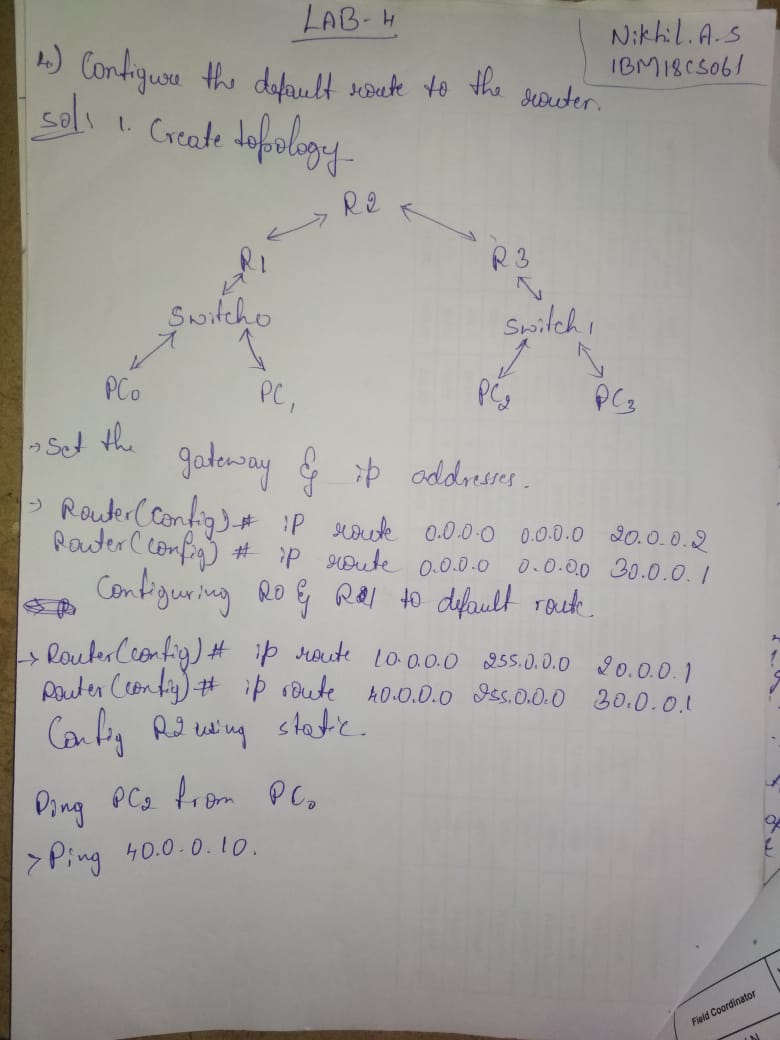 LAB-4
Nikhil.A.S
1BM18CS061
4.) Configure the default route to the router.
Sol: 1. Create topology
R2
R1 R3
Switch0 Switch1
PC0 PC1 PC2 PC3
→ Set the gateway & ip addresses.
→ Router(config)# ip route 0.0.0.0 0.0.0.0 20.0.0.2
Router(config)# ip route 0.0.0.0 0.0.0.0 30.0.0.1
Configuring R0 & R1 to default route
→ Router(config)# ip route 10.0.0.0 255.0.0.0 20.0.0.1
Router(config)# ip route 40.0.0.0 255.0.0.0 30.0.0.1
Config R2 using static.
Ping PC2 from PC0
> Ping 40.0.0.10.
Field Coordinator